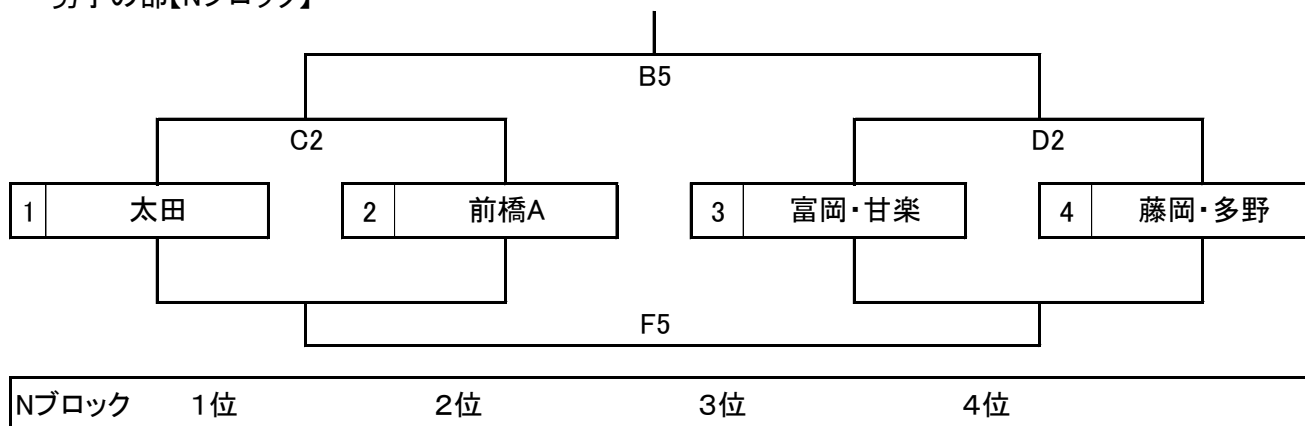 男子の部【Nブロック】
B5
C2 D2
1 太田 2 前橋A 3 富岡・甘楽 4 藤岡・多野
F5
Nブロック 1位 2位 3位 4位